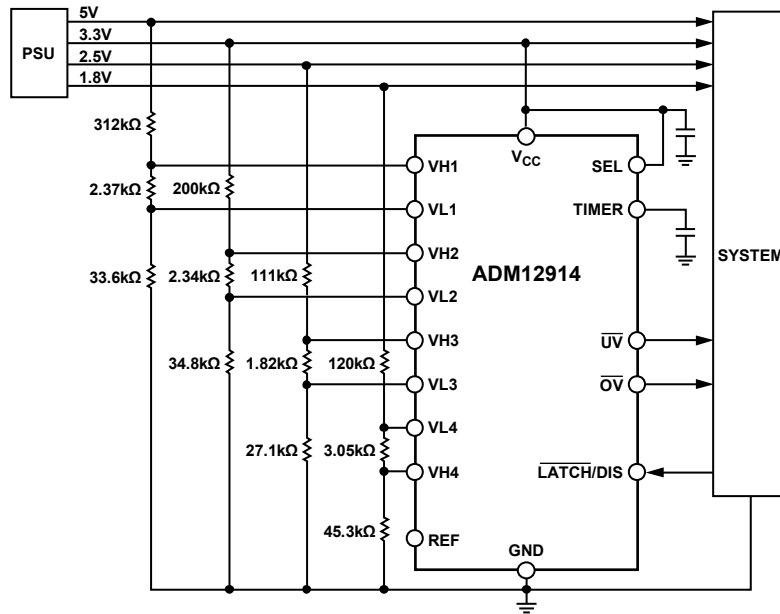 5V
3.3V
PSU
2.5V
1.8V
312kΩ
VCC
VH1
SEL
2.37kΩ
200kΩ
VL1
TIMER
VH2
SYSTEM
33.6kΩ
2.34kΩ
111kΩ
ADM12914
VL2
VH3
UV
34.8kΩ
1.82kΩ
120kΩ
VL3
OV
VL4
27.1kΩ
3.05kΩ
VH4
LATCH/DIS
45.3kΩ
REF
GND